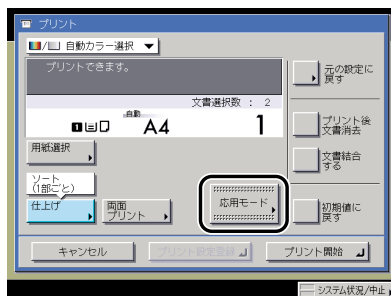 プリント
自動カラー選択
プリントできます。
元の設定に
戻す
文書選択数 : 2
自動
A4
1
プリント後
文書消去
用紙選択
文書結合
する
ソート
(1部ごと)
仕上げ
両面
プリント
応用モード
初期値に
戻す
キャンセル
プリント設定登録
プリント開始
システム状況/中止